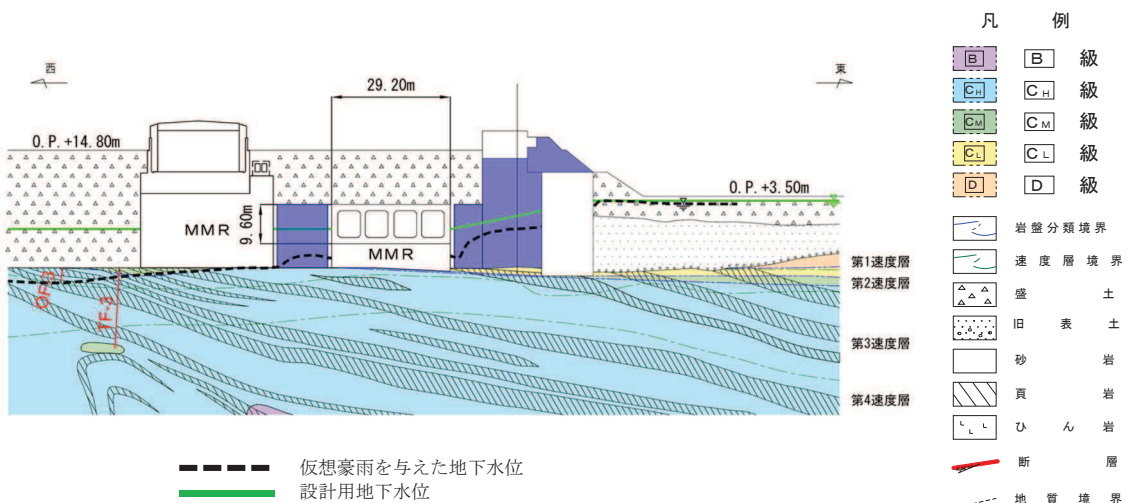 西
東
29.20m
O.P.+14.80m
O.P.+3.50m
9.60m
MMR
MMR
OF-3
TF-3
第1速度層
第2速度層
第3速度層
第4速度層
仮想豪雨を与えた地下水位
設計用地下水位
凡 例
B B 級
CH CH 級
CM CM 級
CL CL 級
D D 級
岩盤分類境界
速度層境界
盛土
旧表土
砂岩
頁岩
ひん岩
断層
地質境界